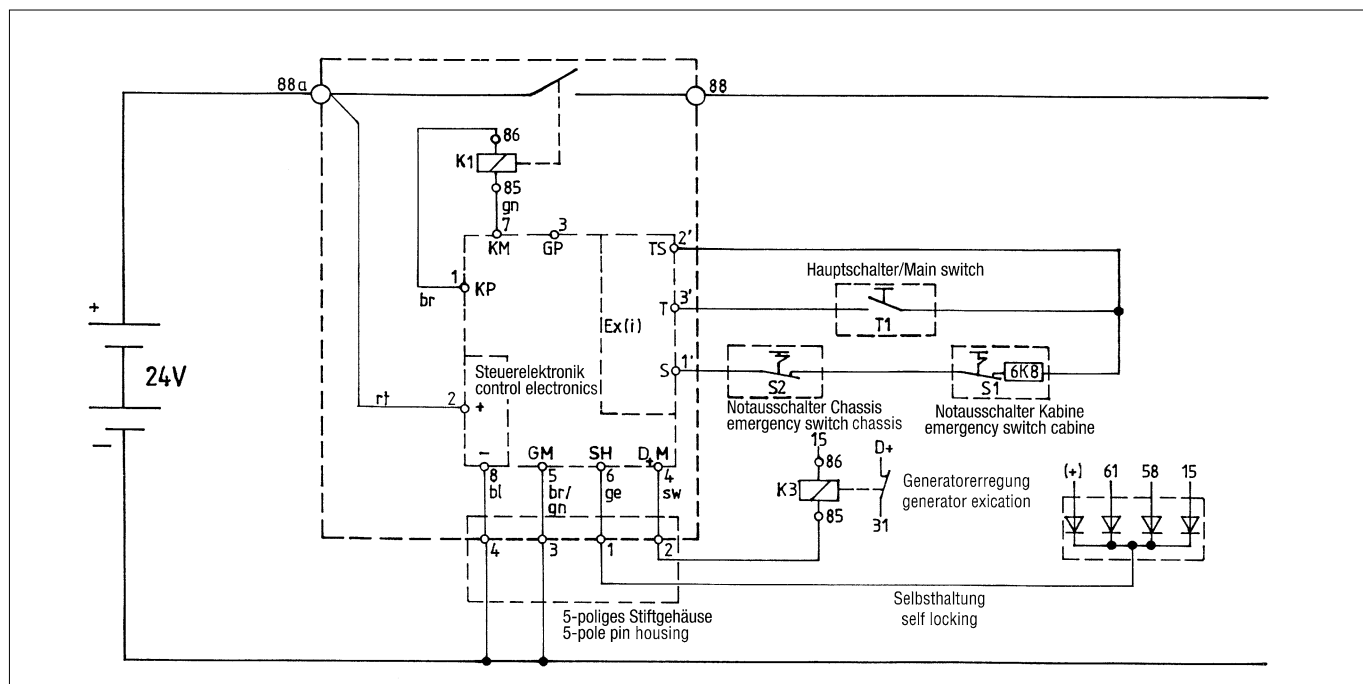 88a
88
86
K1
85
gn
7
3
KM
GP
TS
2'
Hauptschalter/Main switch
1
KP
br
T
3'
T1
Ex(i)
+
24V
−
Steuerelektronik
control electronics
S
1'
S2
S1
6K8
rt
2
+
Notausschalter Chassis
emergency switch chassis
Notausschalter Kabine
emergency switch cabine
−
GM
SH
D+M
8
5
6
4
bl
br/
gn
ge
sw
15
86
K3
85
D+
31
Generatorerregung
generator exication
(+)
61
58
15
4
3
1
2
Selbsthaltung
self locking
5-poliges Stiftgehäuse
5-pole pin housing